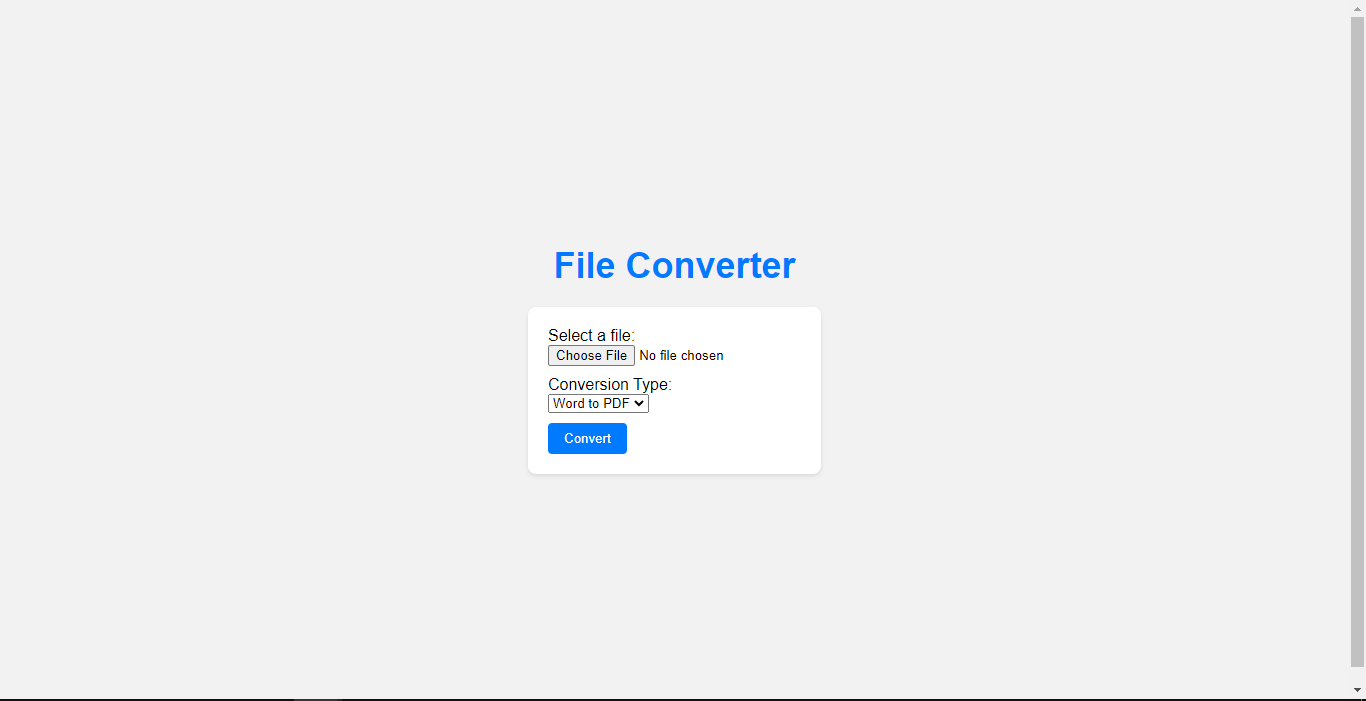 File Converter
Select a file:
Choose File No file chosen
Conversion Type:
Word to PDF
Convert